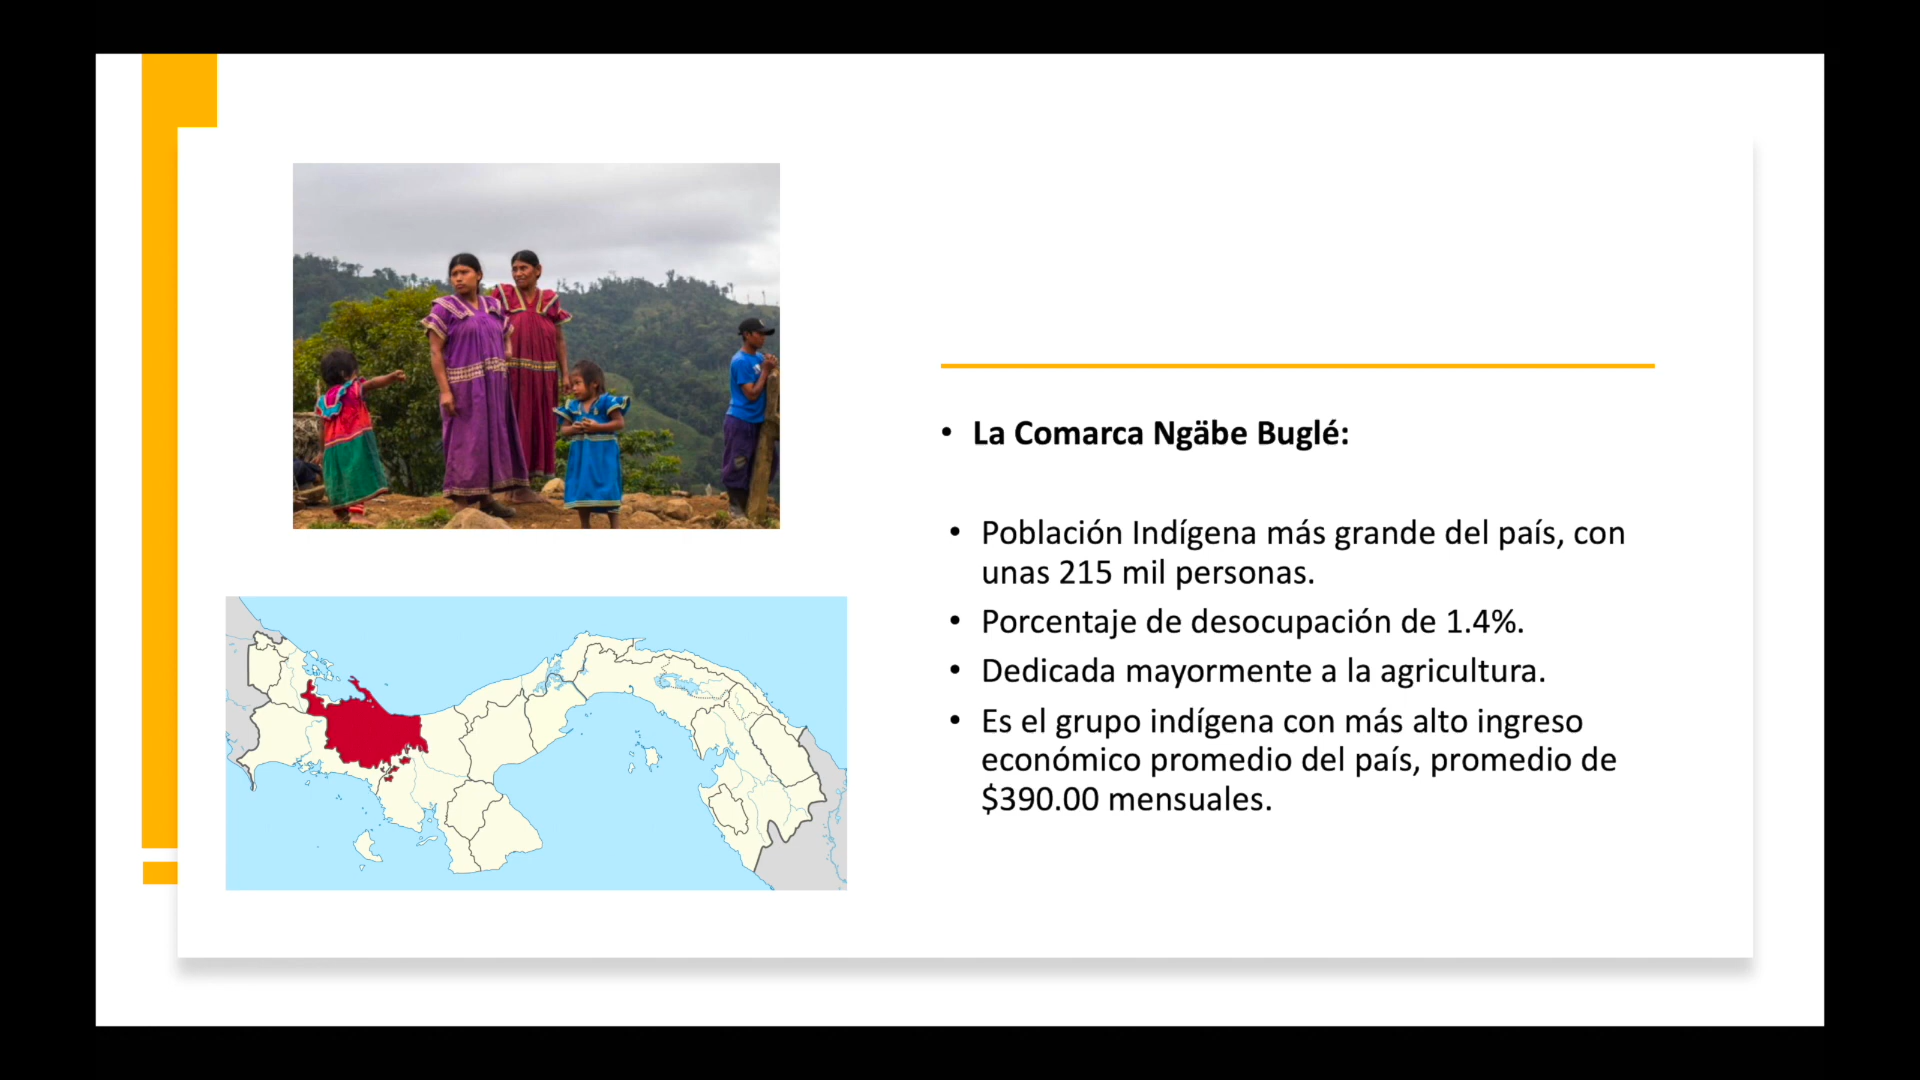 • La Comarca Ngäbe Buglé:
• Población Indígena más grande del país, con
unas 215 mil personas.
• Porcentaje de desocupación de 1.4%.
• Dedicada mayormente a la agricultura.
• Es el grupo indígena con más alto ingreso
económico promedio del país, promedio de
$390.00 mensuales.